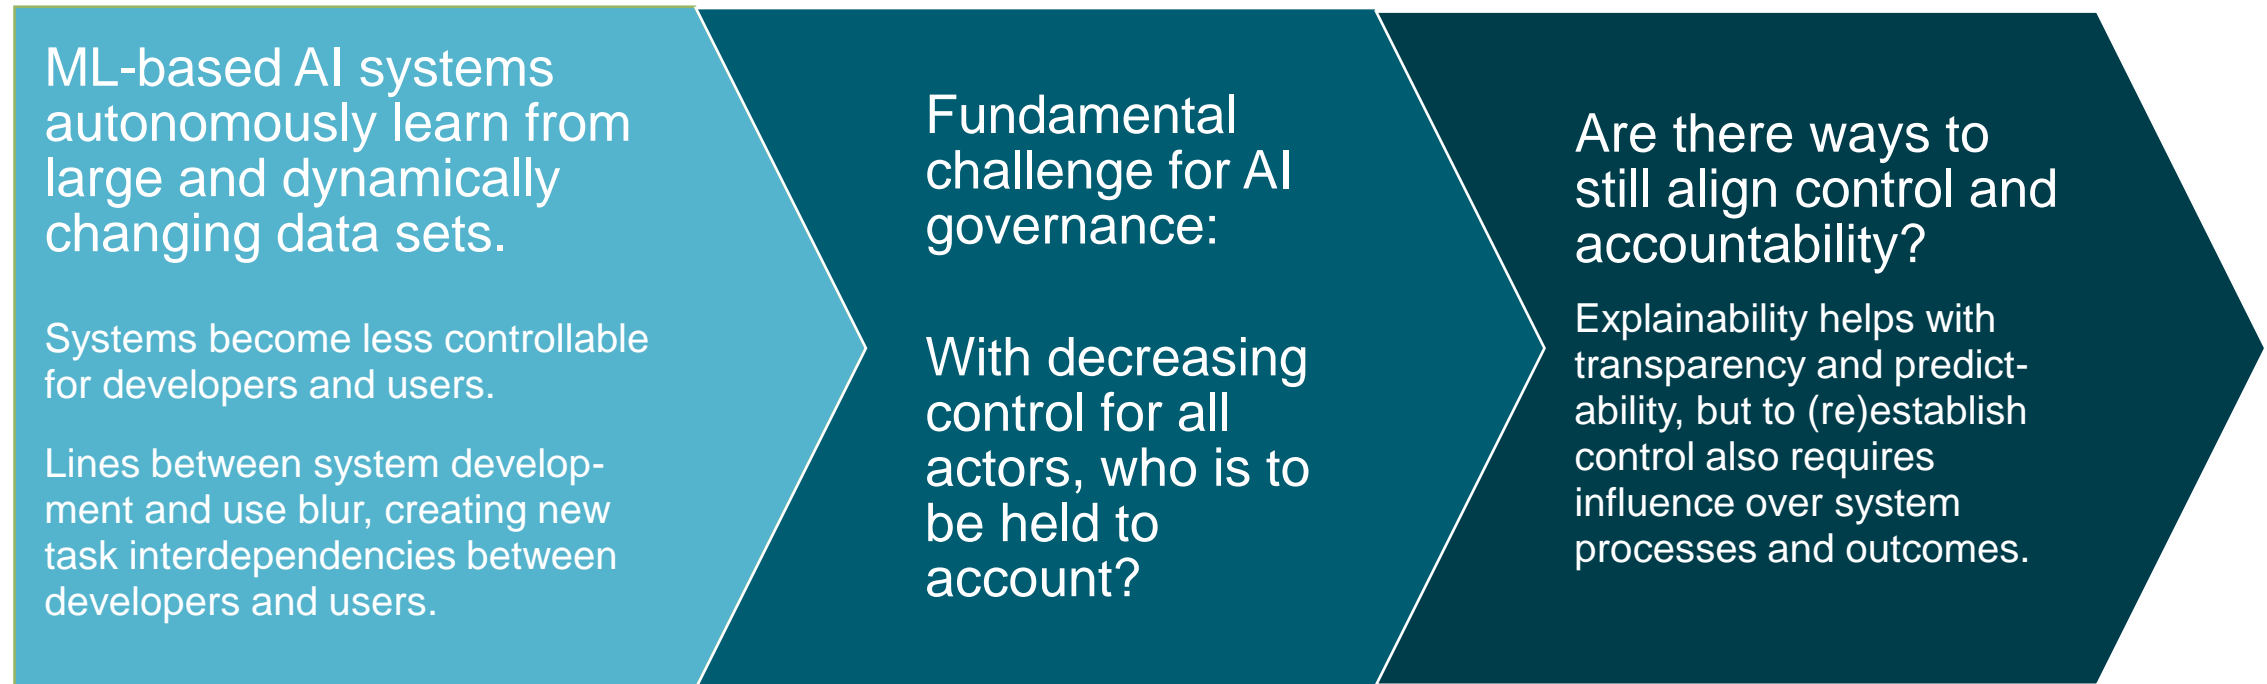 ML-based AI systems
autonomously learn from
large and dynamically
changing data sets.
Systems become less controllable
for developers and users.
Lines between system develop-
ment and use blur, creating new
task interdependencies between
developers and users.
Fundamental
challenge for AI
governance:
With decreasing
control for all
actors, who is to
be held to
account?
Are there ways to
still align control and
accountability?
Explainability helps with
transparency and predict-
ability, but to (re)establish
control also requires
influence over system
processes and outcomes.